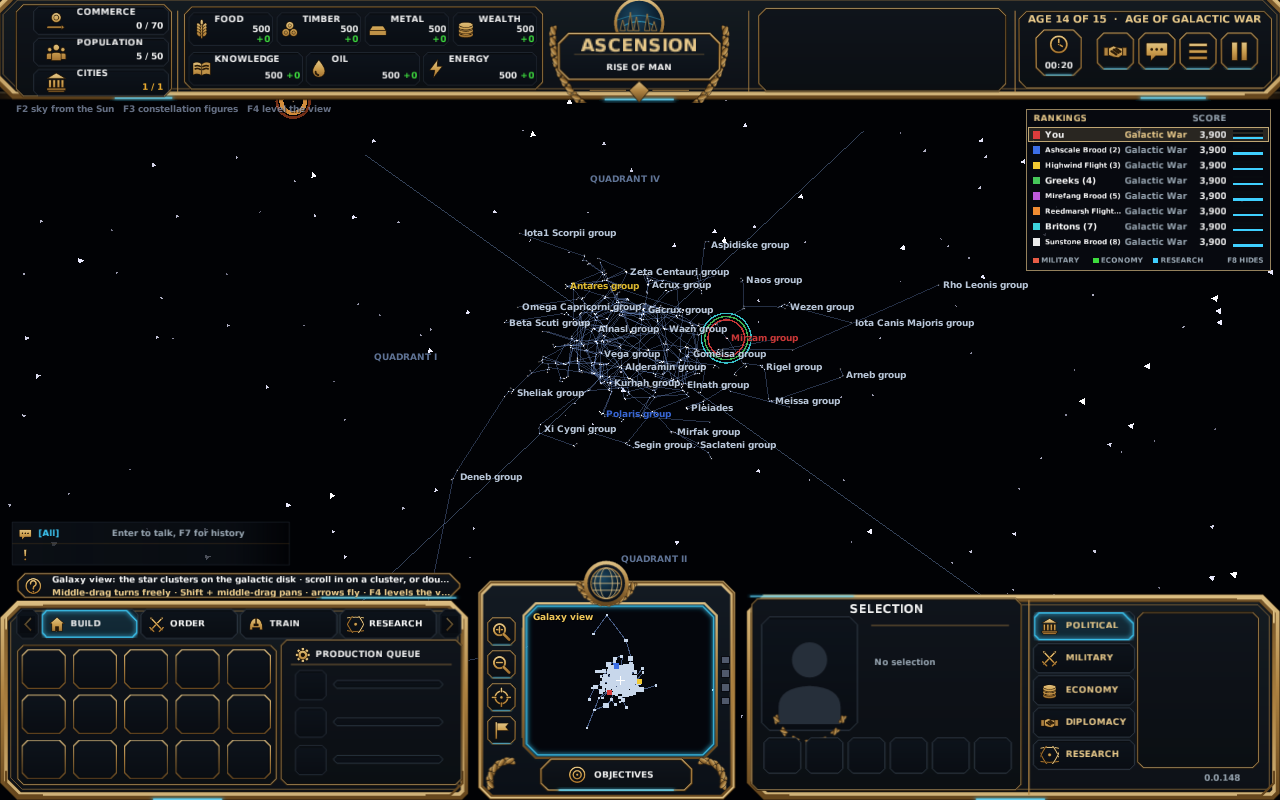 COMMERCE
0 / 70
POPULATION
5 / 50
CITIES
1 / 1
FOOD
500
+0
TIMBER
500
+0
METAL
500
+0
WEALTH
500
+0
KNOWLEDGE
500 +0
OIL
500 +0
ENERGY
500 +0
ASCENSION
RISE OF MAN
AGE 14 OF 15 · AGE OF GALACTIC WAR
00:20
F2 sky from the Sun F3 constellation figures F4 level the view
RANKINGS SCORE
You Galactic War 3,900
Ashscale Brood (2) Galactic War 3,900
Highwind Flight (3) Galactic War 3,900
Greeks (4) Galactic War 3,900
Mirefang Brood (5) Galactic War 3,900
Reedmarsh Flight... Galactic War 3,900
Britons (7) Galactic War 3,900
Sunstone Brood (8) Galactic War 3,900
MILITARY ECONOMY RESEARCH F8 HIDES
QUADRANT IV
Iota1 Scorpii group
Aspidiske group
Zeta Centauri group
Antares group
Acrux group
Naos group
Rho Leonis group
Omega Capricorni group
Gacrux group
Wezen group
Beta Scuti group
Alnasl group
Wazn group
Iota Canis Majoris group
Mirzam group
QUADRANT I
Vega group
Gomeisa group
Alderamin group
Rigel group
Arneb group
Kurhah group
Elnath group
Sheliak group
Meissa group
Pleiades
Polaris group
Xi Cygni group
Mirfak group
Segin group
Saclateni group
Deneb group
QUADRANT II
[All] Enter to talk, F7 for history
!
Galaxy view: the star clusters on the galactic disk · scroll in on a cluster, or dou...
Middle-drag turns freely · Shift + middle-drag pans · arrows fly · F4 levels the v...
BUILD
ORDER
TRAIN
RESEARCH
PRODUCTION QUEUE
Galaxy view
OBJECTIVES
SELECTION
No selection
POLITICAL
MILITARY
ECONOMY
DIPLOMACY
RESEARCH
0.0.148